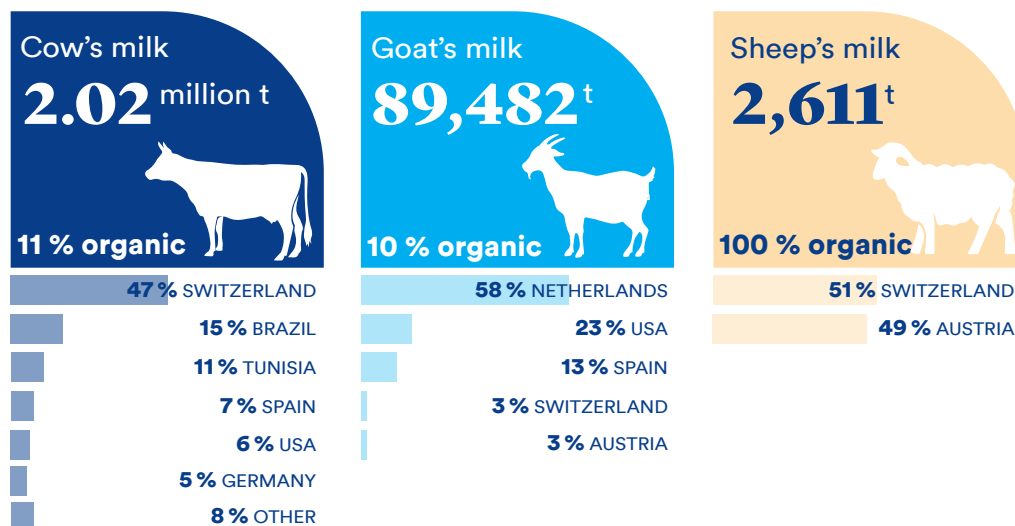 Cow’s milk
2.02 million t
11 % organic
47 % SWITZERLAND
15 % BRAZIL
11 % TUNISIA
7 % SPAIN
6 % USA
5 % GERMANY
8 % OTHER
Goat’s milk
89,482 t
10 % organic
58 % NETHERLANDS
23 % USA
13 % SPAIN
3 % SWITZERLAND
3 % AUSTRIA
Sheep’s milk
2,611 t
100 % organic
51 % SWITZERLAND
49 % AUSTRIA